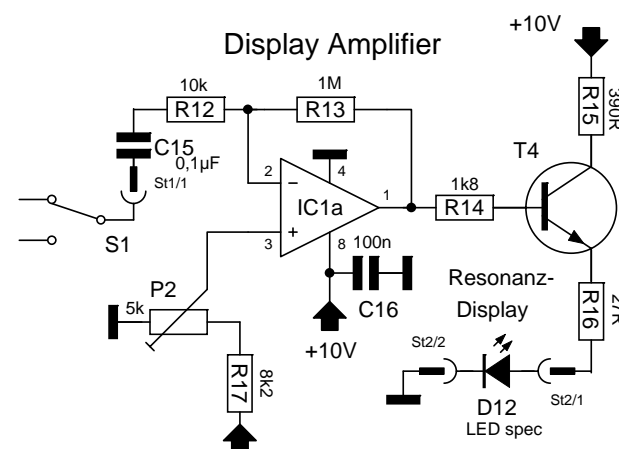 +10V
Display Amplifier
R15
390R
10k
1M
R12
R13
T4
C15
0,1µF
2
4
1k8
St1/1
−
IC1a
1
R14
S1
+
3
8
100n
P2
Resonanz-
Display
5k
C16
R16
27R
+10V
St2/2
R17
8k2
D12
St2/1
LED spec